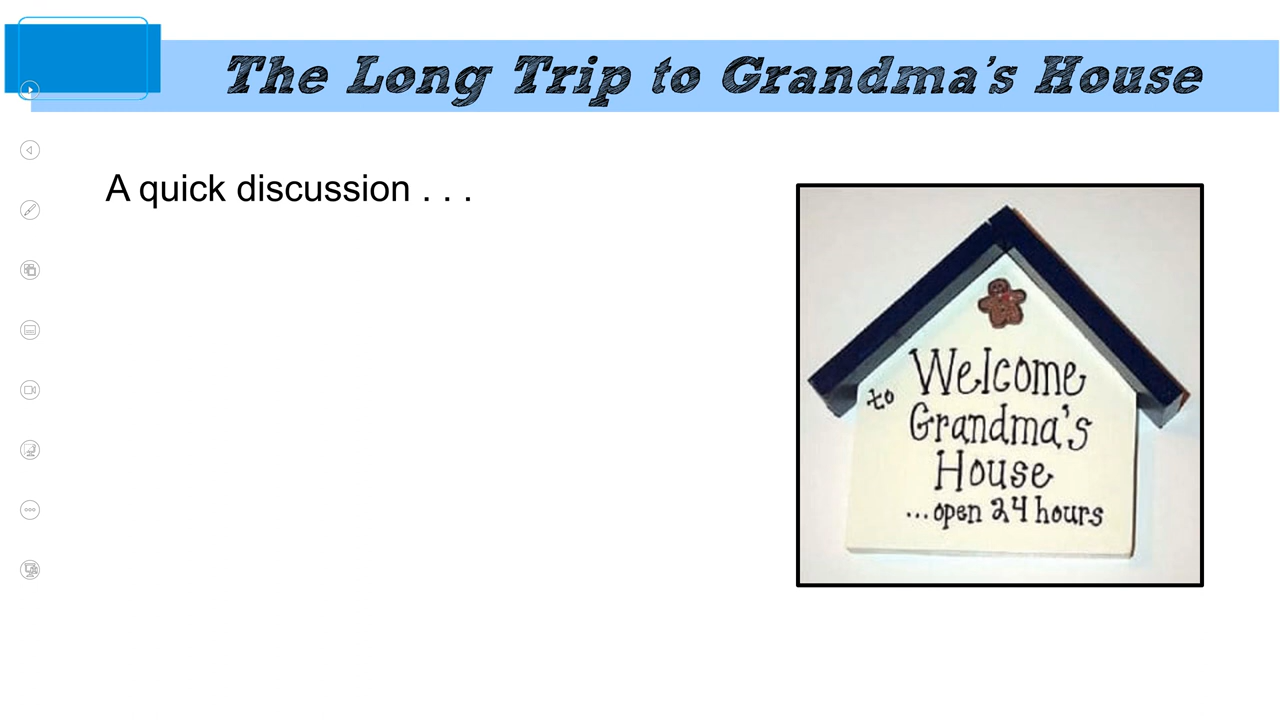 The Long Trip to Grandma's House
A quick discussion . . .
Welcome
to
Grandma's
House
...open 24 hours